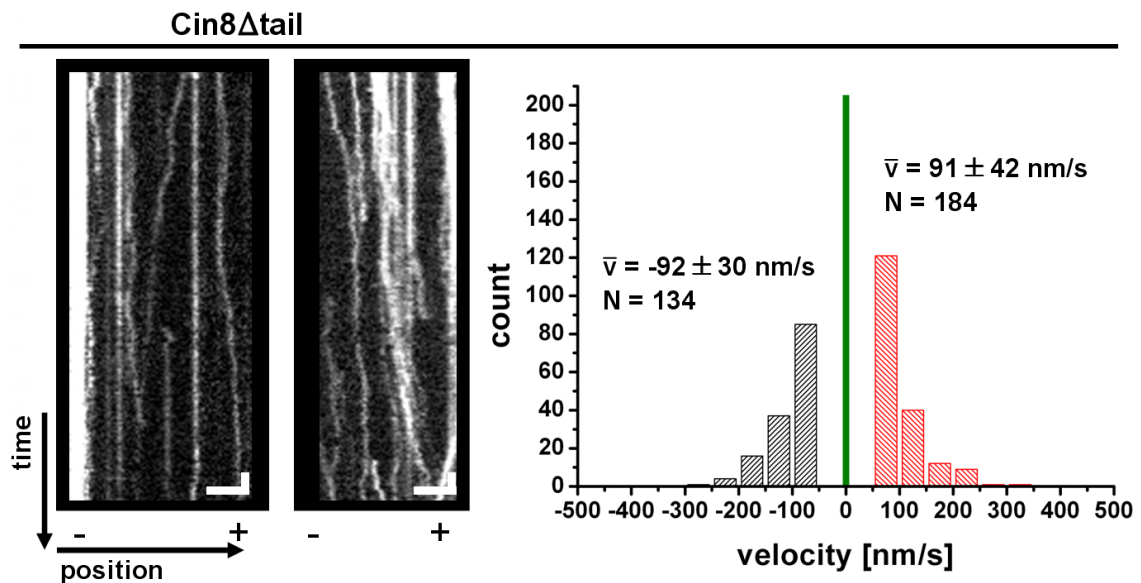 Cin8Δtail
time
- +
- +
position
count
200
180
160
140
120
100
80
60
40
20
0
v̅ = -92 ± 30 nm/s
N = 134
v̅ = 91 ± 42 nm/s
N = 184
-500 -400 -300 -200 -100 0 100 200 300 400 500
velocity [nm/s]